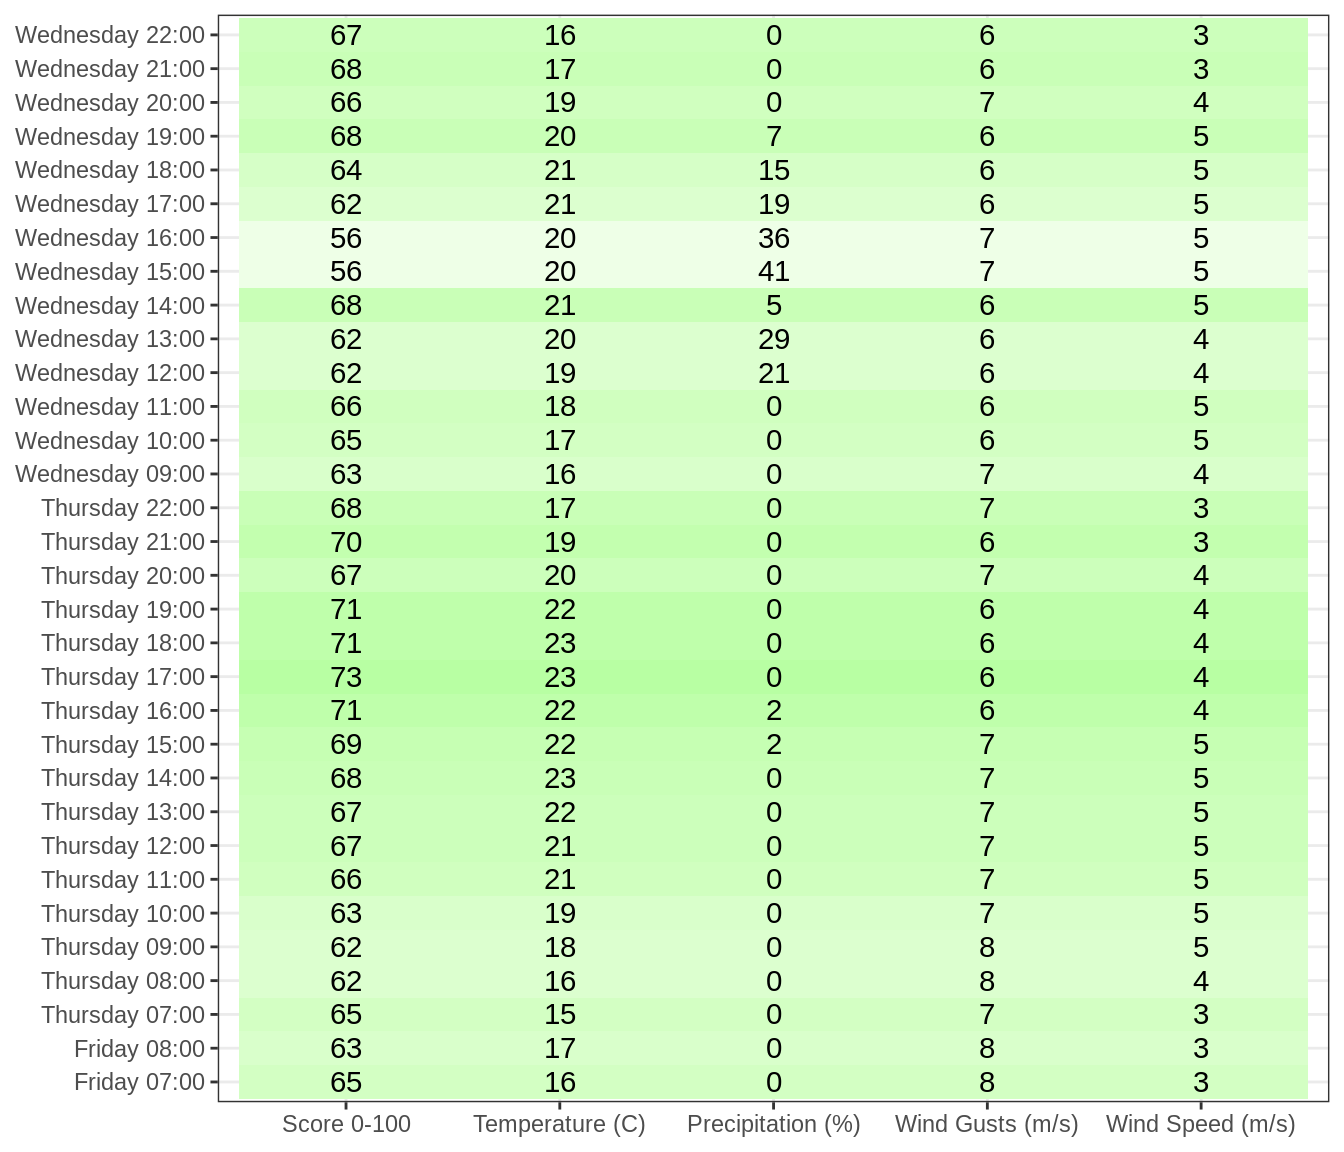 Wednesday 22:00 67 16 0 6 3
Wednesday 21:00 68 17 0 6 3
Wednesday 20:00 66 19 0 7 4
Wednesday 19:00 68 20 7 6 5
Wednesday 18:00 64 21 15 6 5
Wednesday 17:00 62 21 19 6 5
Wednesday 16:00 56 20 36 7 5
Wednesday 15:00 56 20 41 7 5
Wednesday 14:00 68 21 5 6 5
Wednesday 13:00 62 20 29 6 4
Wednesday 12:00 62 19 21 6 4
Wednesday 11:00 66 18 0 6 5
Wednesday 10:00 65 17 0 6 5
Wednesday 09:00 63 16 0 7 4
Thursday 22:00 68 17 0 7 3
Thursday 21:00 70 19 0 6 3
Thursday 20:00 67 20 0 7 4
Thursday 19:00 71 22 0 6 4
Thursday 18:00 71 23 0 6 4
Thursday 17:00 73 23 0 6 4
Thursday 16:00 71 22 2 6 4
Thursday 15:00 69 22 2 7 5
Thursday 14:00 68 23 0 7 5
Thursday 13:00 67 22 0 7 5
Thursday 12:00 67 21 0 7 5
Thursday 11:00 66 21 0 7 5
Thursday 10:00 63 19 0 7 5
Thursday 09:00 62 18 0 8 5
Thursday 08:00 62 16 0 8 4
Thursday 07:00 65 15 0 7 3
Friday 08:00 63 17 0 8 3
Friday 07:00 65 16 0 8 3
Score 0-100 Temperature (C) Precipitation (%) Wind Gusts (m/s) Wind Speed (m/s)